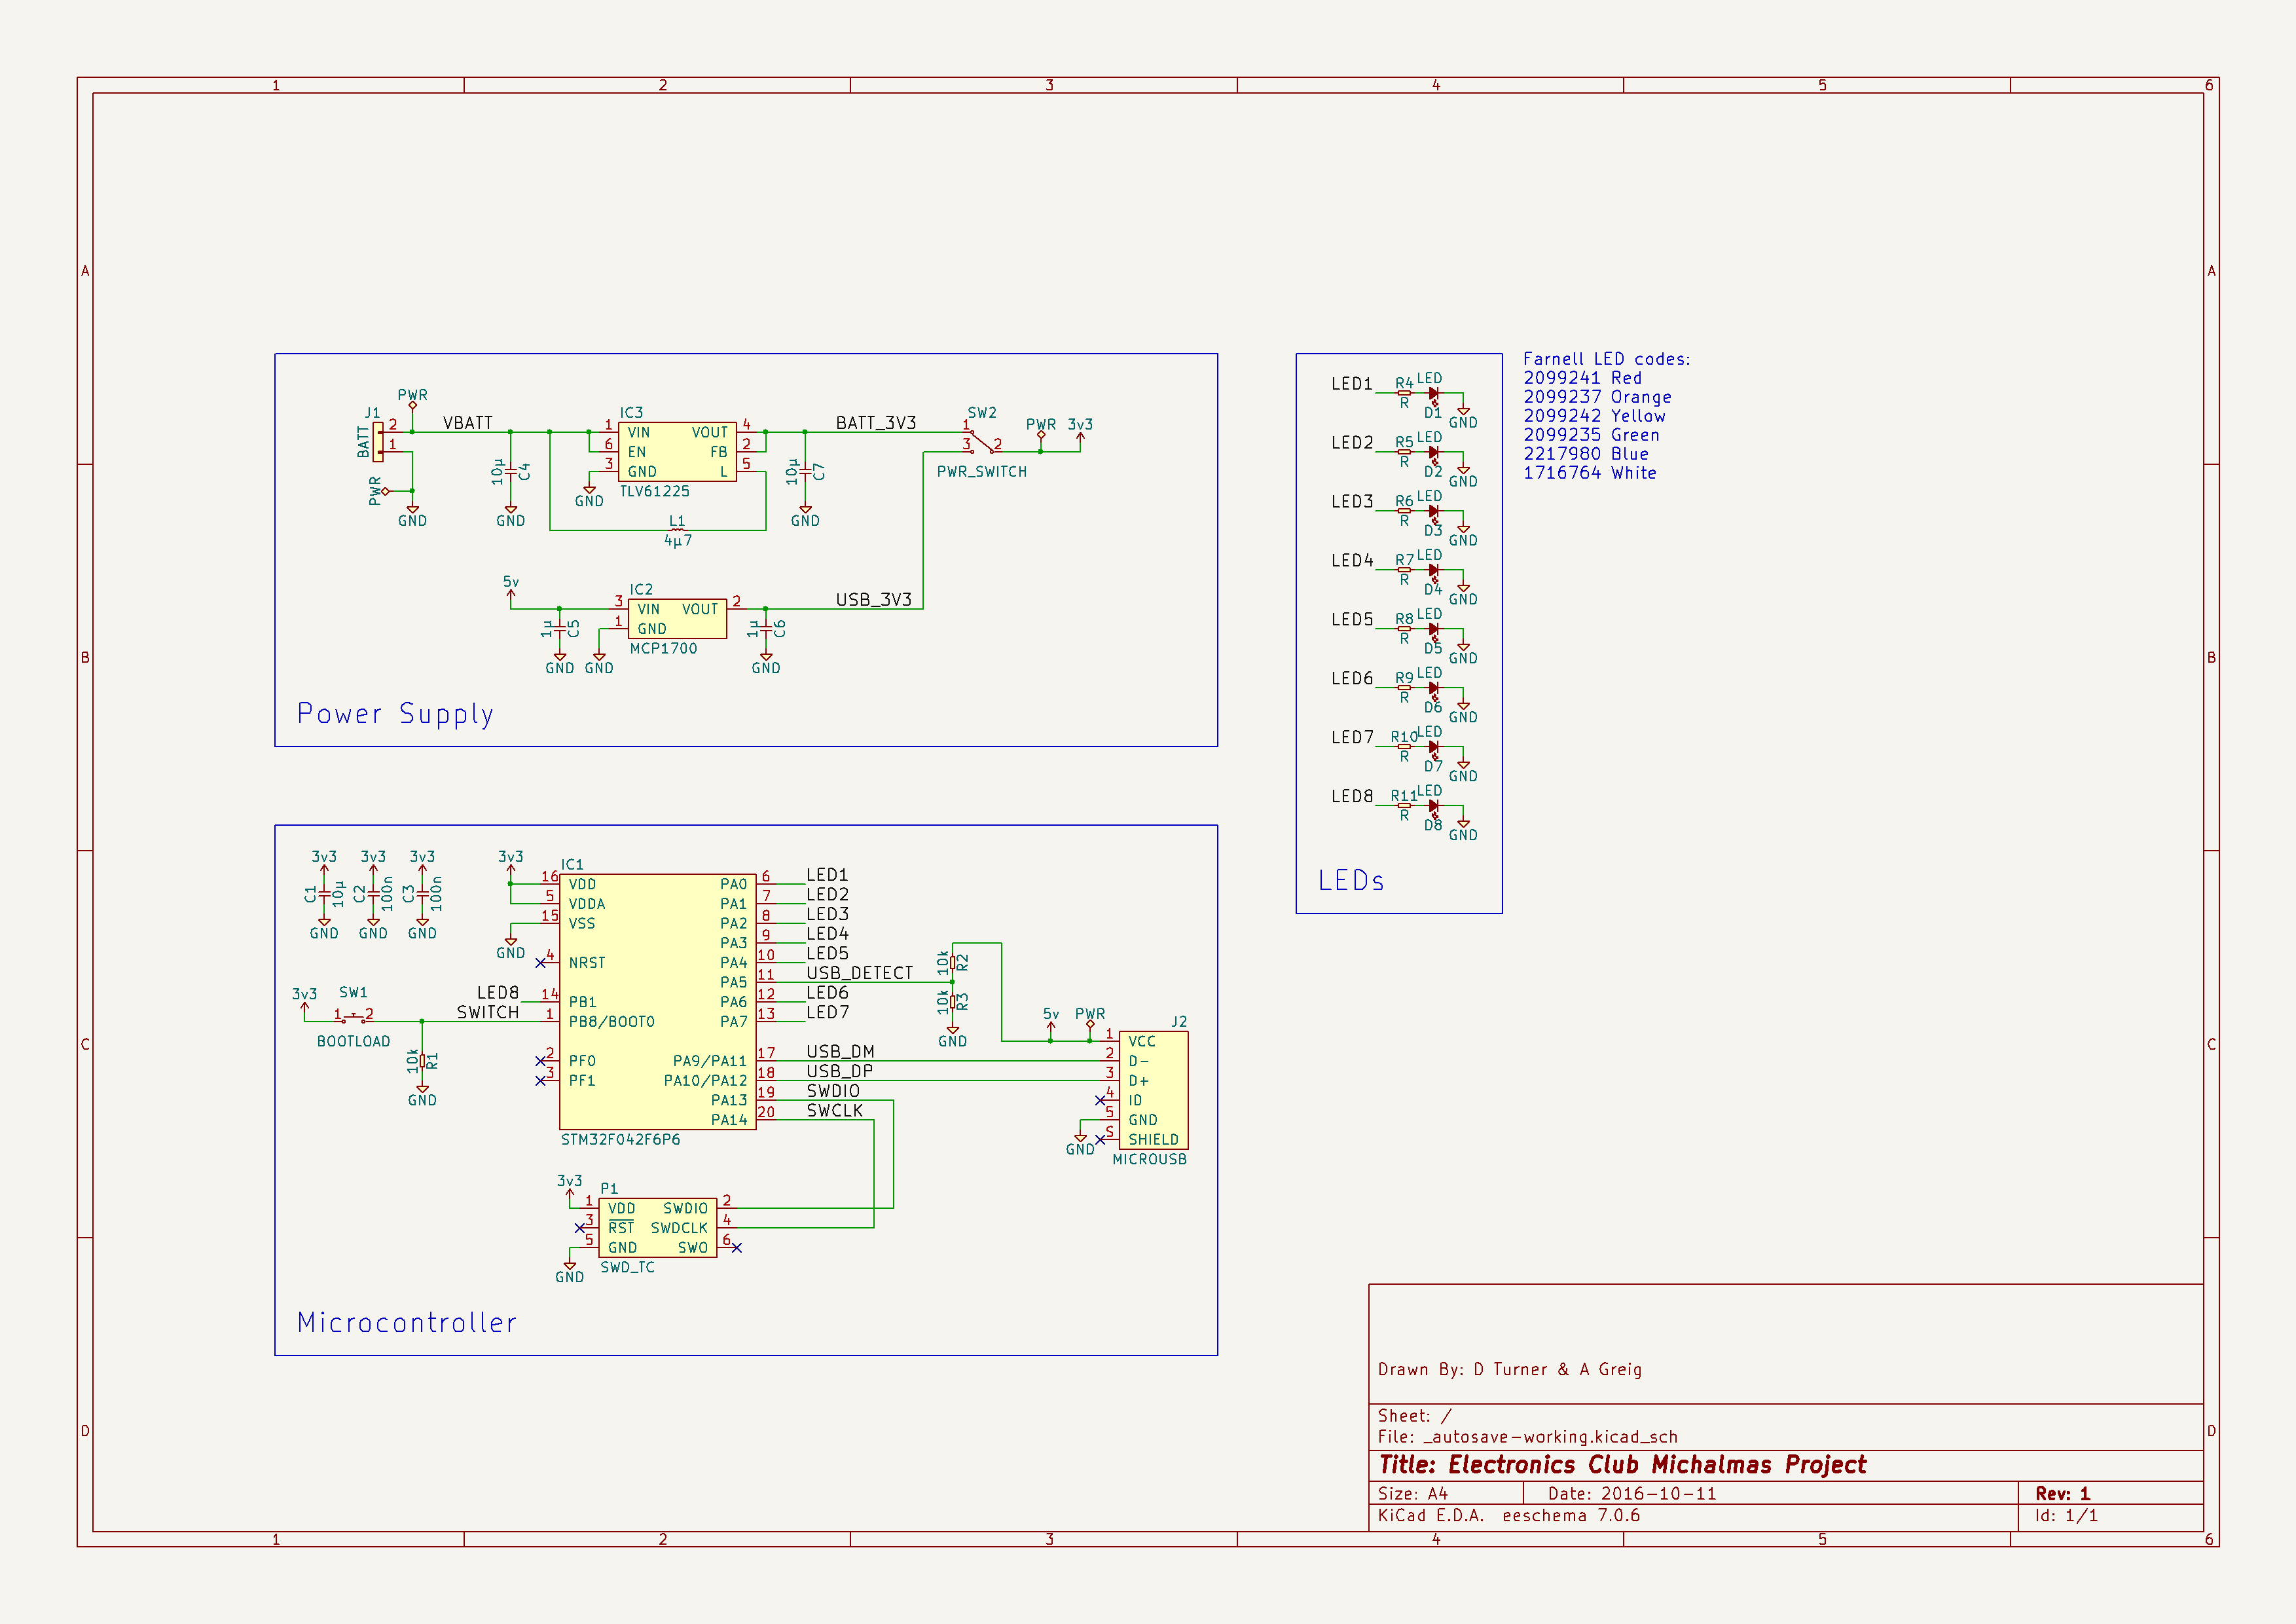 1 2 3 4 5 6
A A
B B
C C
D D
Power Supply
PWR
J1
BATT
2
1
PWR
GND
VBATT
10µ C4
GND
IC3
1 VIN VOUT 4
6 EN FB 2
3 GND L 5
TLV61225
GND
L1
4µ7
10µ C7
GND
BATT_3V3
SW2
1
3 2
PWR_SWITCH
PWR 3v3
5v
1µ C5
GND
GND
IC2
3 VIN VOUT 2
1 GND
MCP1700
1µ C6
GND
USB_3V3
LED1 R4 R LED D1 GND
LED2 R5 R LED D2 GND
LED3 R6 R LED D3 GND
LED4 R7 R LED D4 GND
LED5 R8 R LED D5 GND
LED6 R9 R LED D6 GND
LED7 R10 R LED D7 GND
LED8 R11 R LED D8 GND
LEDs
Farnell LED codes:
2099241 Red
2099237 Orange
2099242 Yellow
2099235 Green
2217980 Blue
1716764 White
3v3 3v3 3v3
C1 10µ C2 100n C3 100n
GND GND GND
3v3
GND
IC1
16 VDD PA0 6 LED1
5 VDDA PA1 7 LED2
15 VSS PA2 8 LED3
PA3 9 LED4
4 NRST PA4 10 LED5
PA5 11 USB_DETECT
LED8 14 PB1 PA6 12 LED6
SWITCH 1 PB8/BOOT0 PA7 13 LED7
2 PF0 PA9/PA11 17 USB_DM
3 PF1 PA10/PA12 18 USB_DP
PA13 19 SWDIO
PA14 20 SWCLK
STM32F042F6P6
3v3
SW1
1 2
BOOTLOAD
10k R1
GND
10k R2
10k R3
GND
5v PWR
J2
1 VCC
2 D-
3 D+
4 ID
5 GND
S SHIELD
MICROUSB
GND
3v3
P1
1 VDD SWDIO 2
3 RST SWDCLK 4
5 GND SWO 6
SWD_TC
GND
Microcontroller
Drawn By: D Turner & A Greig
Sheet: /
File: _autosave-working.kicad_sch
Title: Electronics Club Michalmas Project
Size: A4 Date: 2016-10-11 Rev: 1
KiCad E.D.A. eeschema 7.0.6 Id: 1/1
1 2 3 4 5 6